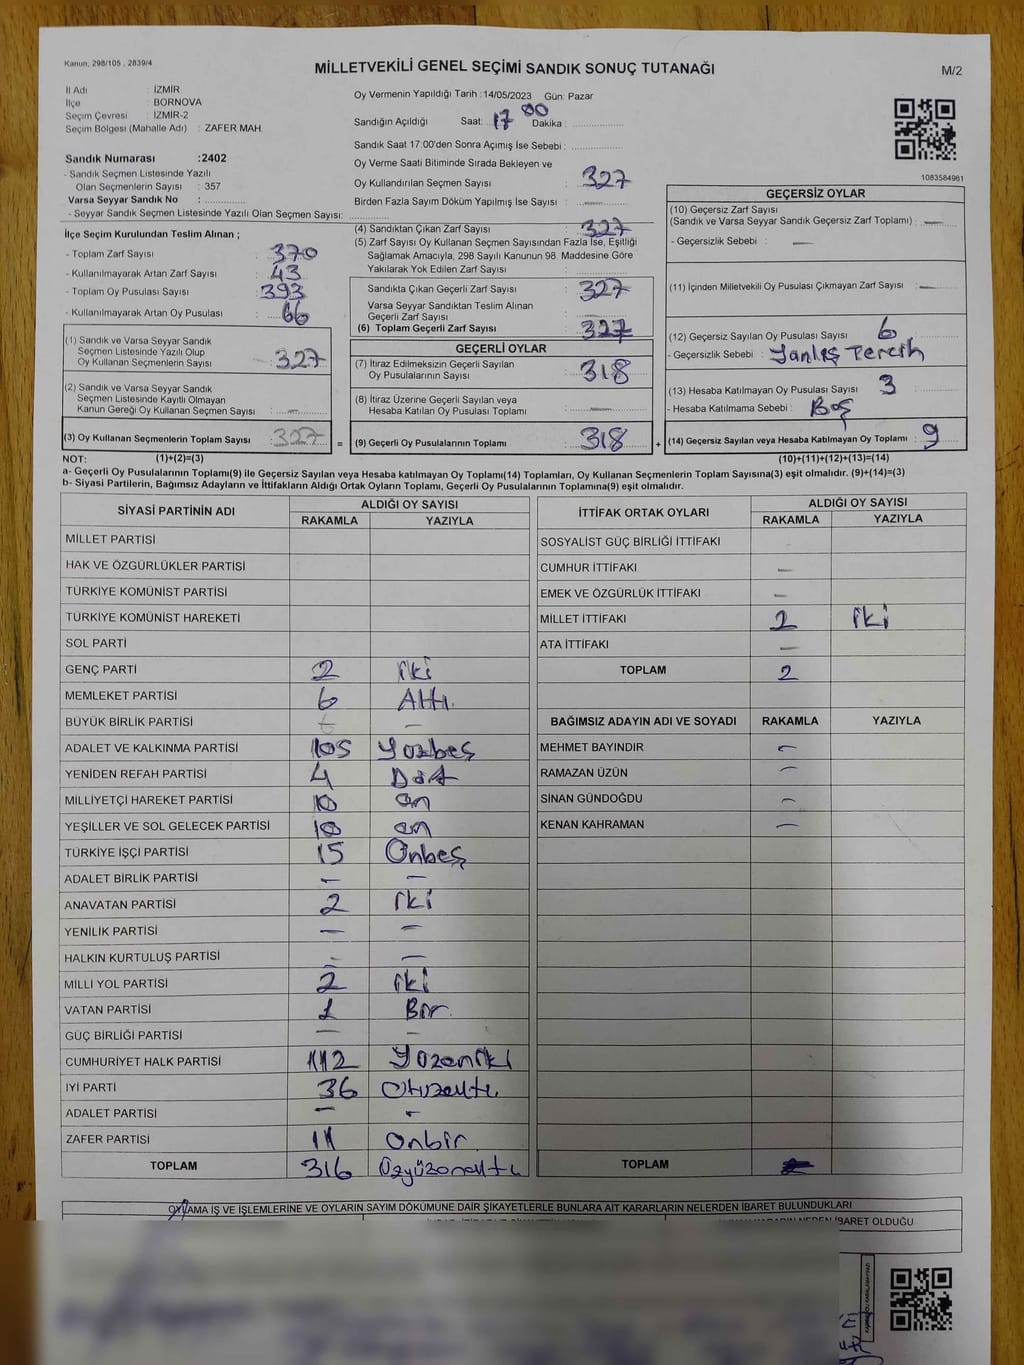 Kanun, 298/105 , 2839/4
MİLLETVEKİLİ GENEL SEÇİMİ SANDIK SONUÇ TUTANAĞI
M/2
İl Adı : İZMİR
İlçe : BORNOVA
Seçim Çevresi : İZMİR-2
Seçim Bölgesi (Mahalle Adı) : ZAFER MAH.
Sandık Numarası :2402
- Sandık Seçmen Listesinde Yazılı
Olan Seçmenlerin Sayısı : 357
Varsa Seyyar Sandık No :
- Seyyar Sandık Seçmen Listesinde Yazılı Olan Seçmen Sayısı:
Oy Vermenin Yapıldığı Tarih :14/05/2023 Gün: Pazar
Sandığın Açıldığı Saat: 17 Dakika : 00
Sandık Saat 17:00'den Sonra Açımış İse Sebebi :
Oy Verme Saati Bitiminde Sırada Bekleyen ve
Oy Kullandırılan Seçmen Sayısı : 327
Birden Fazla Sayım Döküm Yapılmış İse Sayısı : —
1083584961
İlçe Seçim Kurulundan Teslim Alınan ;
- Toplam Zarf Sayısı : 370
- Kullanılmayarak Artan Zarf Sayısı : 43
- Toplam Oy Pusulası Sayısı : 393
- Kullanılmayarak Artan Oy Pusulası : 66
(1) Sandık ve Varsa Seyyar Sandık
Seçmen Listesinde Yazılı Olup
Oy Kullanan Seçmenlerin Sayısı : 327
(2) Sandık ve Varsa Seyyar Sandık
Seçmen Listesinde Kayıtlı Olmayan
Kanun Gereği Oy Kullanan Seçmen Sayısı : —
(3) Oy Kullanan Seçmenlerin Toplam Sayısı : 327
(4) Sandıktan Çıkan Zarf Sayısı : 327
(5) Zarf Sayısı Oy Kullanan Seçmen Sayısından Fazla İse, Eşitliği
Sağlamak Amacıyla, 298 Sayılı Kanunun 98. Maddesine Göre
Yakılarak Yok Edilen Zarf Sayısı :
Sandıkta Çıkan Geçerli Zarf Sayısı : 327
Varsa Seyyar Sandıktan Teslim Alınan
Geçerli Zarf Sayısı :
(6) Toplam Geçerli Zarf Sayısı : 327
GEÇERLİ OYLAR
(7) İtiraz Edilmeksizin Geçerli Sayılan
Oy Pusulalarının Sayısı : 318
(8) İtiraz Üzerine Geçerli Sayılan veya
Hesaba Katılan Oy Pusulası Toplamı : —
= (9) Geçerli Oy Pusulalarının Toplamı : 318
GEÇERSİZ OYLAR
(10) Geçersiz Zarf Sayısı
(Sandık ve Varsa Seyyar Sandık Geçersiz Zarf Toplamı) : —
- Geçersizlik Sebebi : —
(11) İçinden Milletvekili Oy Pusulası Çıkmayan Zarf Sayısı : —
(12) Geçersiz Sayılan Oy Pusulası Sayısı : 6
- Geçersizlik Sebebi : Yanlış Tercih
(13) Hesaba Katılmayan Oy Pusulası Sayısı : 3
- Hesaba Katılmama Sebebi : Boş
+ (14) Geçersiz Sayılan veya Hesaba Katılmayan Oy Toplamı : 9
NOT: (1)+(2)=(3) (10)+(11)+(12)+(13)=(14)
a- Geçerli Oy Pusulalarının Toplamı(9) ile Geçersiz Sayılan veya Hesaba katılmayan Oy Toplamı(14) Toplamları, Oy Kullanan Seçmenlerin Toplam Sayısına(3) eşit olmalıdır. (9)+(14)=(3)
b- Siyasi Partilerin, Bağımsız Adayların ve İttifakların Aldığı Ortak Oyların Toplamı, Geçerli Oy Pusulalarının Toplamına(9) eşit olmalıdır.
SİYASİ PARTİNİN ADI ALDIĞI OY SAYISI
RAKAMLA YAZIYLA
MİLLET PARTİSİ
HAK VE ÖZGÜRLÜKLER PARTİSİ
TÜRKİYE KOMÜNİST PARTİSİ
TÜRKİYE KOMÜNİST HAREKETİ
SOL PARTİ
GENÇ PARTİ 2 iki
MEMLEKET PARTİSİ 6 Altı
BÜYÜK BİRLİK PARTİSİ —
ADALET VE KALKINMA PARTİSİ 105 Yüzbeş
YENİDEN REFAH PARTİSİ 4 Dört
MİLLİYETÇİ HAREKET PARTİSİ 10 on
YEŞİLLER VE SOL GELECEK PARTİSİ 10 on
TÜRKİYE İŞÇİ PARTİSİ 15 Onbeş
ADALET BİRLİK PARTİSİ — —
ANAVATAN PARTİSİ 2 iki
YENİLİK PARTİSİ — —
HALKIN KURTULUŞ PARTİSİ — —
MİLLİ YOL PARTİSİ 2 iki
VATAN PARTİSİ 1 Bir.
GÜÇ BİRLİĞİ PARTİSİ — —
CUMHURİYET HALK PARTİSİ 112 Yüzoniki
İYİ PARTİ 36 Otuzaltı
ADALET PARTİSİ — -
ZAFER PARTİSİ 11 Onbir
TOPLAM 316 Üçyüzonaltı
İTTİFAK ORTAK OYLARI ALDIĞI OY SAYISI
RAKAMLA YAZIYLA
SOSYALİST GÜÇ BİRLİĞİ İTTİFAKI
CUMHUR İTTİFAKI —
EMEK VE ÖZGÜRLÜK İTTİFAKI —
MİLLET İTTİFAKI 2 iki
ATA İTTİFAKI —
TOPLAM 2
BAĞIMSIZ ADAYIN ADI VE SOYADI RAKAMLA YAZIYLA
MEHMET BAYINDIR —
RAMAZAN ÜZÜN —
SİNAN GÜNDOĞDU —
KENAN KAHRAMAN —
TOPLAM
OYLAMA İŞ VE İŞLEMLERİNE VE OYLARIN SAYIM DÖKÜMÜNE DAİR ŞİKAYETLERLE BUNLARA AİT KARARLARIN NELERDEN İBARET BULUNDUKLARI
İBARET OLDUĞU